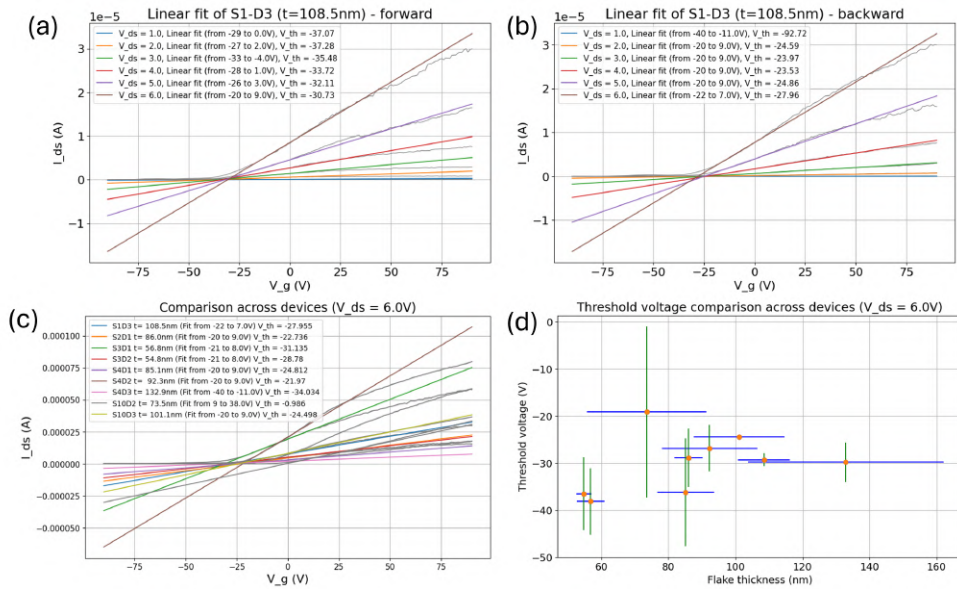 (a)
Linear fit of S1-D3 (t=108.5nm) - forward
1e-5
V_ds = 1.0, Linear fit (from -29 to 0.0V), V_th = -37.07
V_ds = 2.0, Linear fit (from -27 to 2.0V), V_th = -37.28
V_ds = 3.0, Linear fit (from -33 to -4.0V), V_th = -35.48
V_ds = 4.0, Linear fit (from -28 to 1.0V), V_th = -33.72
V_ds = 5.0, Linear fit (from -26 to 3.0V), V_th = -32.11
V_ds = 6.0, Linear fit (from -20 to 9.0V), V_th = -30.73
3
2
1
0
−1
I_ds (A)
−75
−50
−25
0
25
50
75
V_g (V)
(b)
Linear fit of S1-D3 (t=108.5nm) - backward
1e-5
V_ds = 1.0, Linear fit (from -40 to -11.0V), V_th = -92.72
V_ds = 2.0, Linear fit (from -20 to 9.0V), V_th = -24.59
V_ds = 3.0, Linear fit (from -20 to 9.0V), V_th = -23.97
V_ds = 4.0, Linear fit (from -20 to 9.0V), V_th = -23.53
V_ds = 5.0, Linear fit (from -20 to 9.0V), V_th = -24.86
V_ds = 6.0, Linear fit (from -22 to 7.0V), V_th = -27.96
3
2
1
0
−1
I_ds (A)
−75
−50
−25
0
25
50
75
V_g (V)
(c)
Comparison across devices (V_ds = 6.0V)
S1D3 t= 108.5nm (Fit from -22 to 7.0V) V_th = -27.955
S2D1 t= 86.0nm (Fit from -20 to 9.0V) V_th = -22.736
S3D1 t= 56.8nm (Fit from -21 to 8.0V) V_th = -31.135
S3D2 t= 54.8nm (Fit from -21 to 8.0V) V_th = -28.78
S4D1 t= 85.1nm (Fit from -20 to 9.0V) V_th = -24.812
S4D2 t= 92.3nm (Fit from -20 to 9.0V) V_th = -21.97
S4D3 t= 132.9nm (Fit from -40 to -11.0V) V_th = -34.034
S10D2 t= 73.5nm (Fit from 9 to 38.0V) V_th = -0.986
S10D3 t= 101.1nm (Fit from -20 to 9.0V) V_th = -24.498
0.000100
0.000075
0.000050
0.000025
0.000000
−0.000025
−0.000050
I_ds (A)
−75
−50
−25
0
25
50
75
V_g (V)
(d)
Threshold voltage comparison across devices (V_ds = 6.0V)
0
−10
−20
−30
−40
−50
Threshold voltage (V)
60
80
100
120
140
160
Flake thickness (nm)